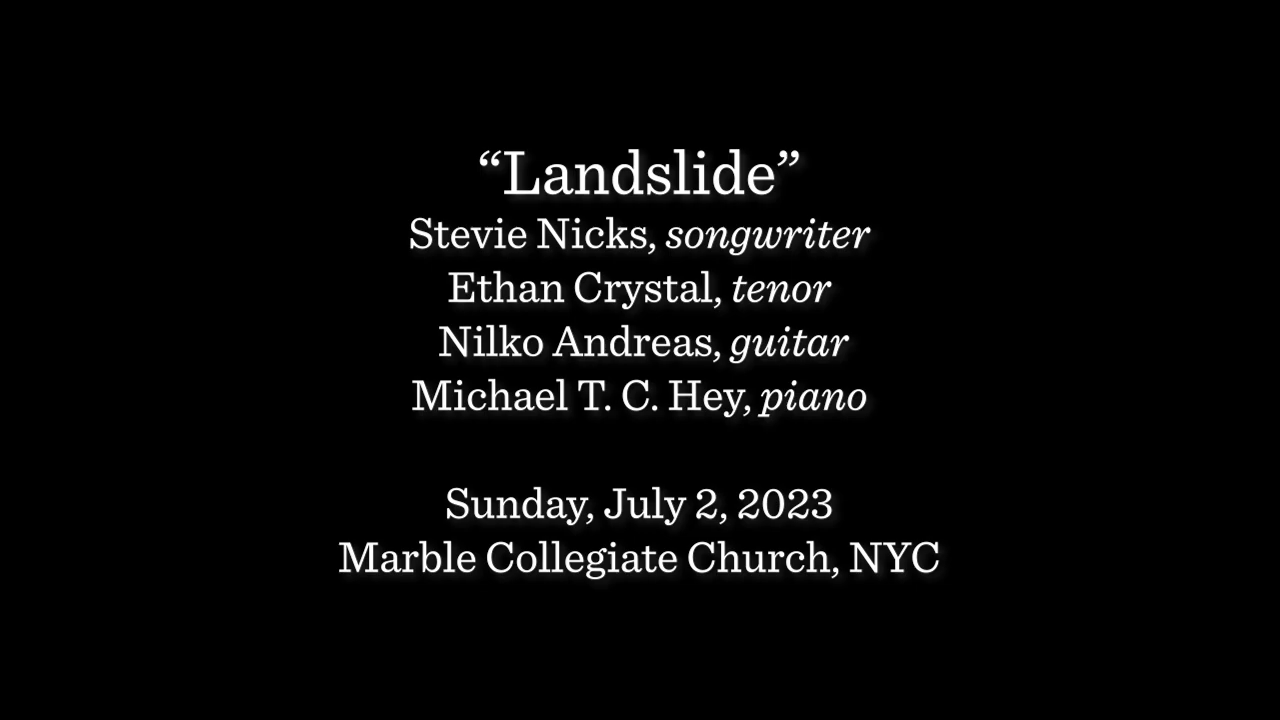 “Landslide”
Stevie Nicks, songwriter
Ethan Crystal, tenor
Nilko Andreas, guitar
Michael T. C. Hey, piano
Sunday, July 2, 2023
Marble Collegiate Church, NYC